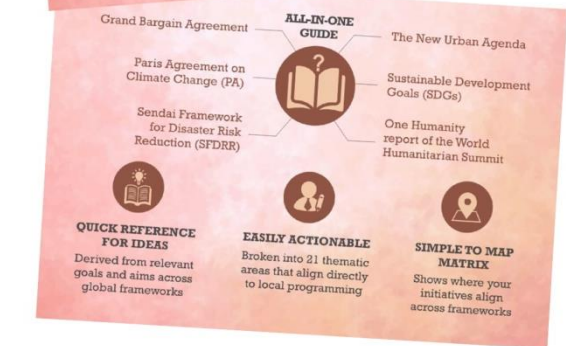 ALL-IN-ONE
GUIDE
Grand Bargain Agreement
Paris Agreement on
Climate Change (PA)
Sendai Framework
for Disaster Risk
Reduction (SFDRR)
?
The New Urban Agenda
Sustainable Development
Goals (SDGs)
One Humanity
report of the World
Humanitarian Summit
QUICK REFERENCE
FOR IDEAS
Derived from relevant
goals and aims across
global frameworks
EASILY ACTIONABLE
Broken into 21 thematic
areas that align directly
to local programming
SIMPLE TO MAP
MATRIX
Shows where your
initiatives align
across frameworks